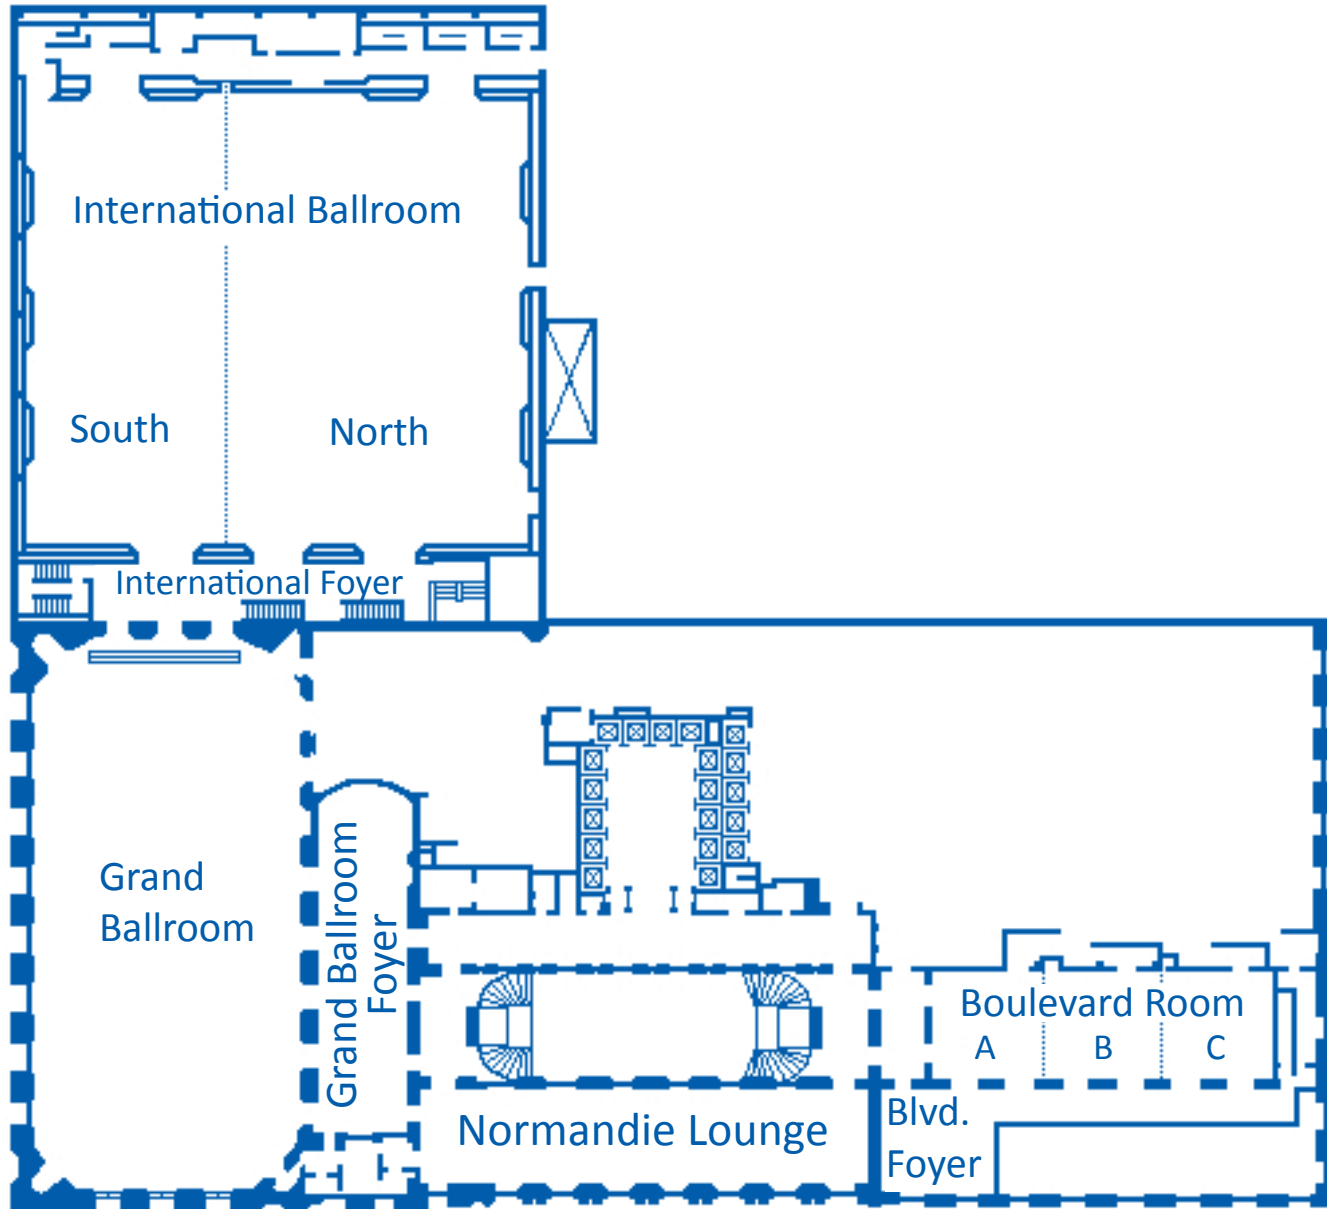 International Ballroom
South
North
International Foyer
Grand
Ballroom
Grand Ballroom
Foyer
Boulevard Room
A
B
C
Normandie Lounge
Blvd.
Foyer